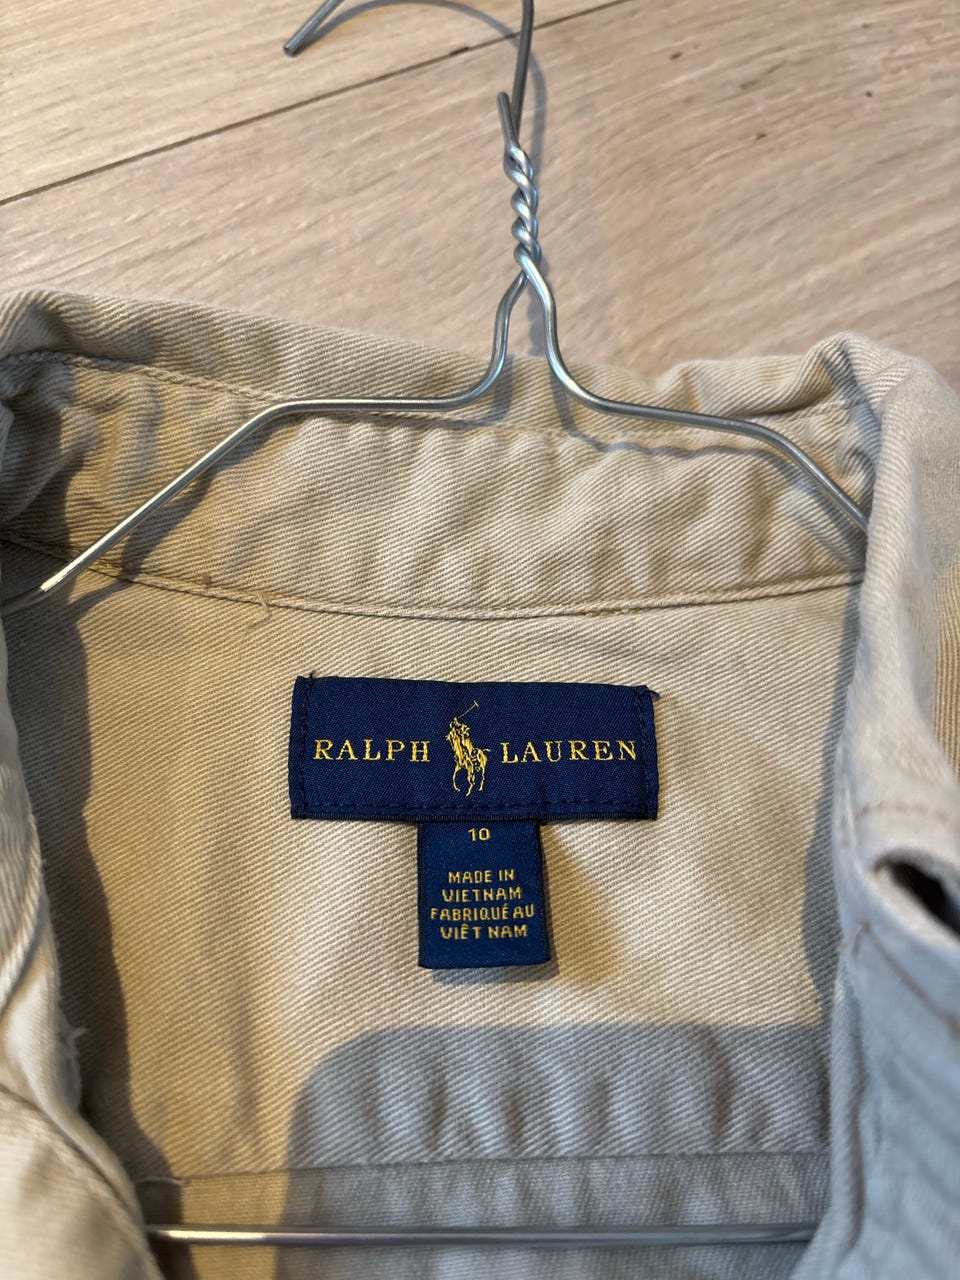 RALPH LAUREN
10
MADE IN
VIETNAM
FABRIQUÉ AU
VIÊT NAM